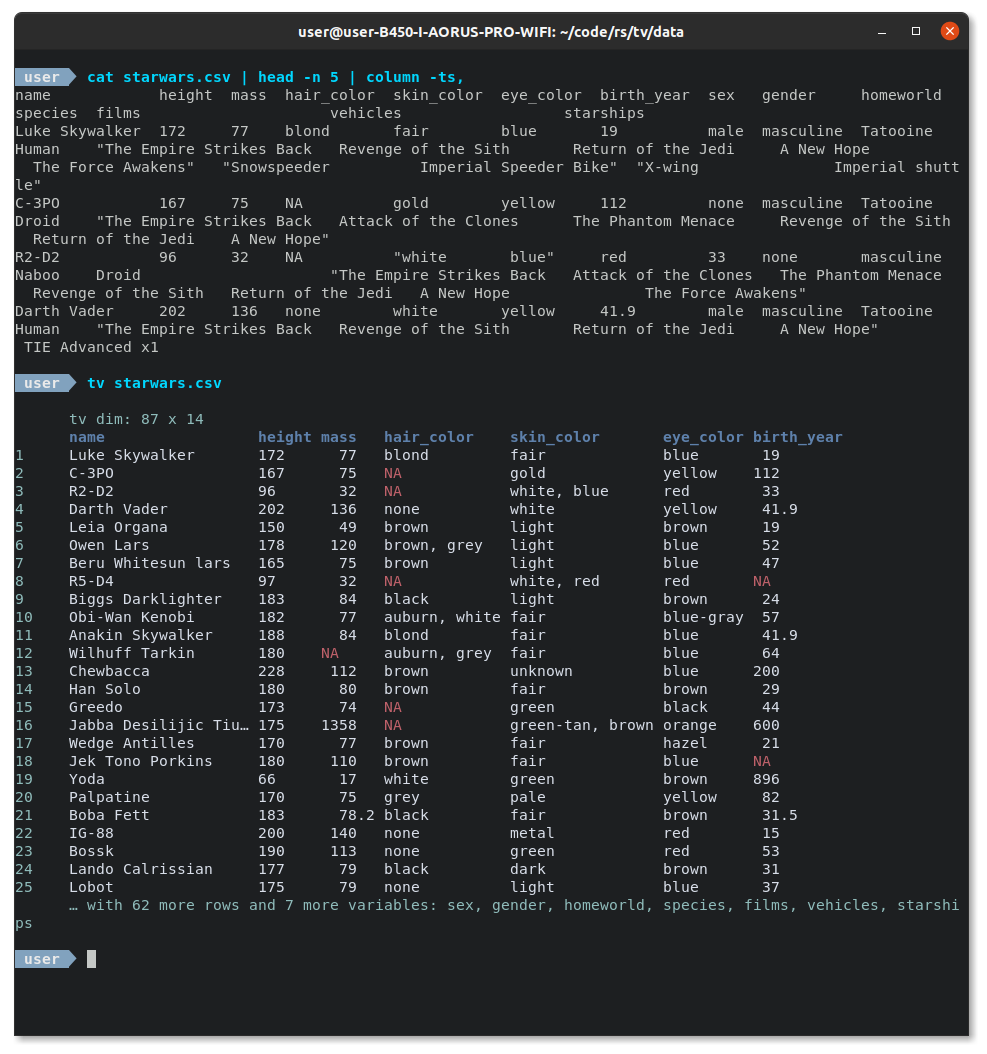 user@user-B450-I-AORUS-PRO-WIFI: ~/code/rs/tv/data
user cat starwars.csv | head -n 5 | column -ts,
name            height  mass  hair_color  skin_color  eye_color  birth_year  sex   gender     homeworld
species  films                     vehicles                  starships
Luke Skywalker  172     77    blond       fair        blue       19          male  masculine  Tatooine
Human    "The Empire Strikes Back   Revenge of the Sith       Return of the Jedi     A New Hope
  The Force Awakens"   "Snowspeeder          Imperial Speeder Bike"  "X-wing               Imperial shutt
le"
C-3PO           167     75    NA          gold        yellow     112         none  masculine  Tatooine
Droid    "The Empire Strikes Back   Attack of the Clones      The Phantom Menace     Revenge of the Sith
  Return of the Jedi    A New Hope"
R2-D2           96      32    NA          "white       blue"     red         33    none       masculine
Naboo    Droid                     "The Empire Strikes Back   Attack of the Clones   The Phantom Menace
  Revenge of the Sith   Return of the Jedi   A New Hope               The Force Awakens"
Darth Vader     202     136   none        white       yellow     41.9        male  masculine  Tatooine
Human    "The Empire Strikes Back   Revenge of the Sith       Return of the Jedi     A New Hope"
 TIE Advanced x1
user tv starwars.csv
      tv dim: 87 x 14
      name                 height mass   hair_color    skin_color       eye_color birth_year
1     Luke Skywalker       172      77   blond         fair             blue       19
2     C-3PO                167      75   NA            gold             yellow    112
3     R2-D2                96       32   NA            white, blue      red        33
4     Darth Vader          202     136   none          white            yellow     41.9
5     Leia Organa          150      49   brown         light            brown      19
6     Owen Lars            178     120   brown, grey   light            blue       52
7     Beru Whitesun lars   165      75   brown         light            blue       47
8     R5-D4                97       32   NA            white, red       red       NA
9     Biggs Darklighter    183      84   black         light            brown      24
10    Obi-Wan Kenobi       182      77   auburn, white fair             blue-gray  57
11    Anakin Skywalker     188      84   blond         fair             blue       41.9
12    Wilhuff Tarkin       180    NA     auburn, grey  fair             blue       64
13    Chewbacca            228     112   brown         unknown          blue      200
14    Han Solo             180      80   brown         fair             brown      29
15    Greedo               173      74   NA            green            black      44
16    Jabba Desilijic Tiu… 175    1358   NA            green-tan, brown orange    600
17    Wedge Antilles       170      77   brown         fair             hazel      21
18    Jek Tono Porkins     180     110   brown         fair             blue      NA
19    Yoda                 66       17   white         green            brown     896
20    Palpatine            170      75   grey          pale             yellow     82
21    Boba Fett            183      78.2 black         fair             brown      31.5
22    IG-88                200     140   none          metal            red        15
23    Bossk                190     113   none          green            red        53
24    Lando Calrissian     177      79   black         dark             brown      31
25    Lobot                175      79   none          light            blue       37
      … with 62 more rows and 7 more variables: sex, gender, homeworld, species, films, vehicles, starshi
ps
user